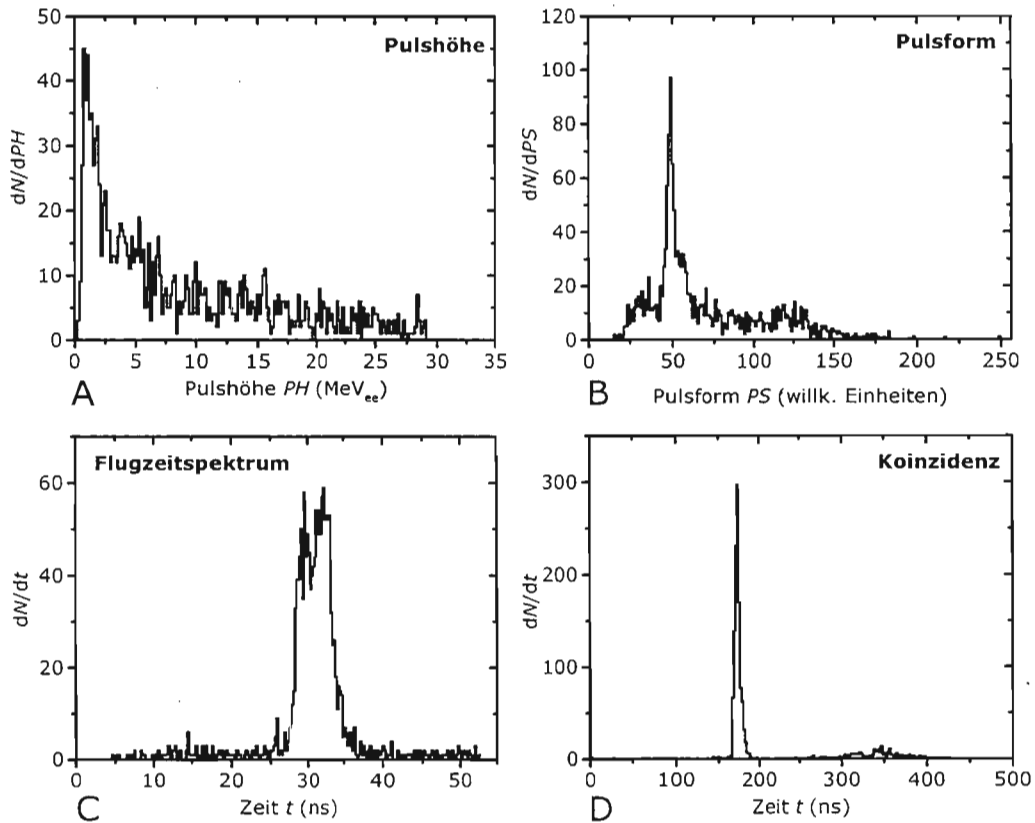 Pulshöhe
dN/dPH
50
40
30
20
10
0
0 5 10 15 20 25 30 35
A
Pulshöhe PH (MeVee)
Pulsform
dN/dPS
120
100
80
60
40
20
0
0 50 100 150 200 250
B
Pulsform PS (willk. Einheiten)
Flugzeitspektrum
dN/dt
60
40
20
0
0 10 20 30 40 50
C
Zeit t (ns)
Koinzidenz
dN/dt
300
200
100
0
0 100 200 300 400 500
D
Zeit t (ns)